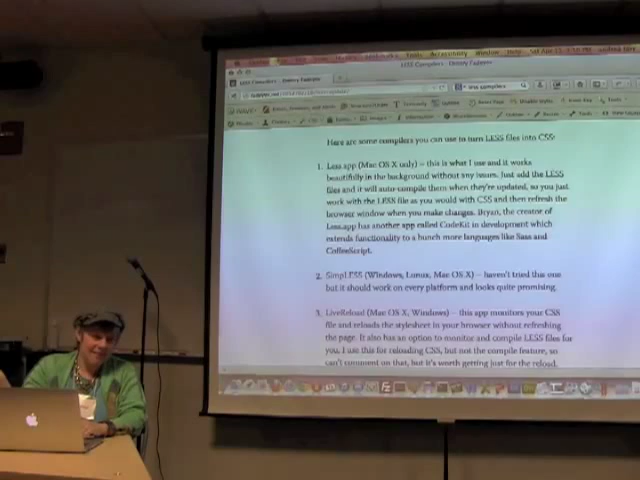 LESS Compilers - Dmitry Fadeyev
Here are some compilers you can use to turn LESS files into CSS:
1. Less.app (Mac OS X only) – this is what I use and it works
beautifully in the background without any issues. Just add the LESS
files and it will auto-compile them when they're updated, so you just
work with the LESS file as you would with CSS and then refresh the
browser window when you make changes. Bryan, the creator of
Less.app has another app called CodeKit in development which
extends functionality to a bunch more languages like Sass and
CoffeeScript.
2. SimpLESS (Windows, Linux, Mac OS X) – haven't tried this one
but it should work on every platform and looks quite promising.
3. LiveReload (Mac OS X, Windows) – this app monitors your CSS
file and reloads the stylesheet in your browser without refreshing
the page. It also has an option to monitor and compile LESS files for
you. I use this for reloading CSS, but not the compile feature, so
can't comment on that, but it's worth getting just for the reload.